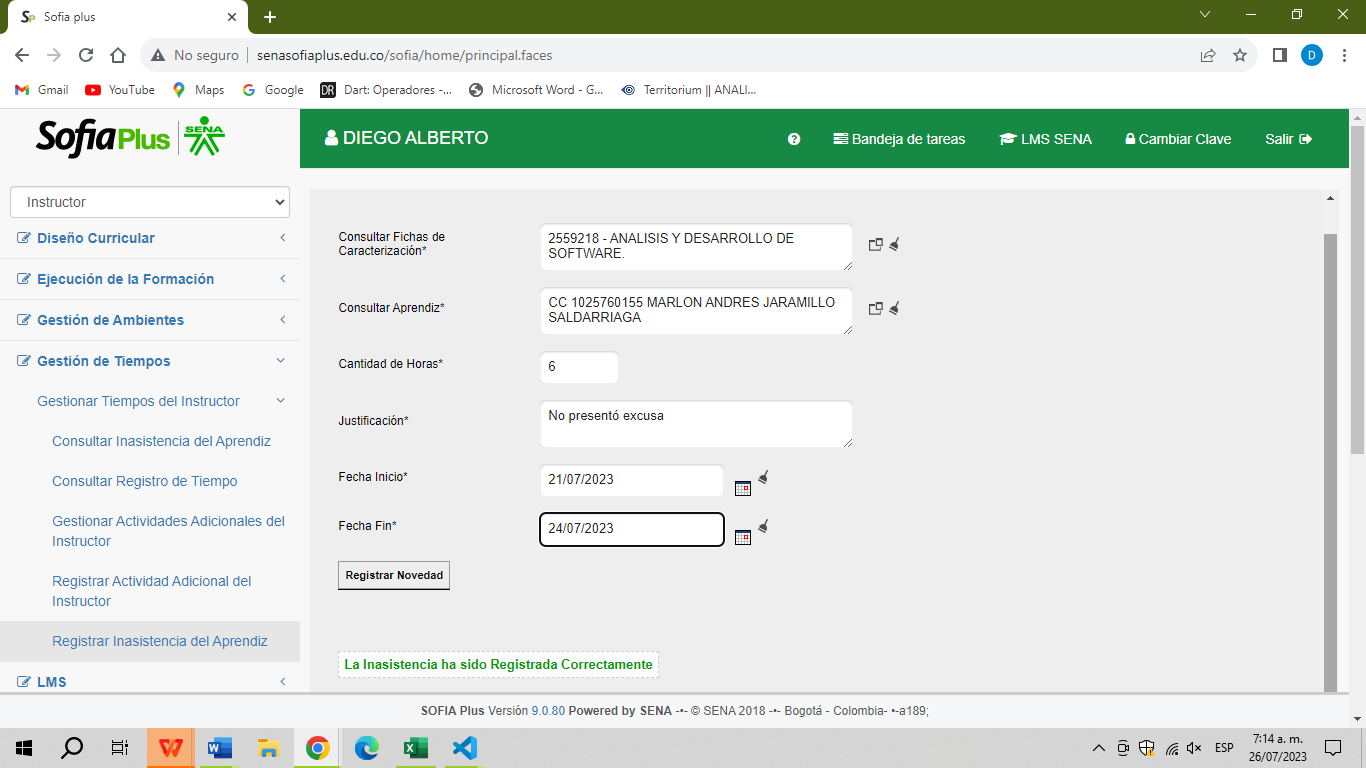 Sofia plus
No seguro
senasofiaplus.edu.co/sofia/home/principal.faces
D
Gmail
YouTube
Maps
Google
DR Dart: Operadores -...
Microsoft Word - G...
Territorium || ANALI...
Sofia Plus
SENA
DIEGO ALBERTO
Bandeja de tareas
LMS SENA
Cambiar Clave
Salir
Instructor
Diseño Curricular
Ejecución de la Formación
Gestión de Ambientes
Gestión de Tiempos
Gestionar Tiempos del Instructor
Consultar Inasistencia del Aprendiz
Consultar Registro de Tiempo
Gestionar Actividades Adicionales del
Instructor
Registrar Actividad Adicional del
Instructor
Registrar Inasistencia del Aprendiz
LMS
Consultar Fichas de
Caracterización*
2559218 - ANALISIS Y DESARROLLO DE
SOFTWARE.
Consultar Aprendiz*
CC 1025760155 MARLON ANDRES JARAMILLO
SALDARRIAGA
Cantidad de Horas*
6
Justificación*
No presentó excusa
Fecha Inicio*
21/07/2023
Fecha Fin*
24/07/2023
Registrar Novedad
La Inasistencia ha sido Registrada Correctamente
SOFIA Plus Versión 9.0.80 Powered by SENA -•- © SENA 2018 -•- Bogotá - Colombia- •-a189;
ESP
7:14 a. m.
26/07/2023